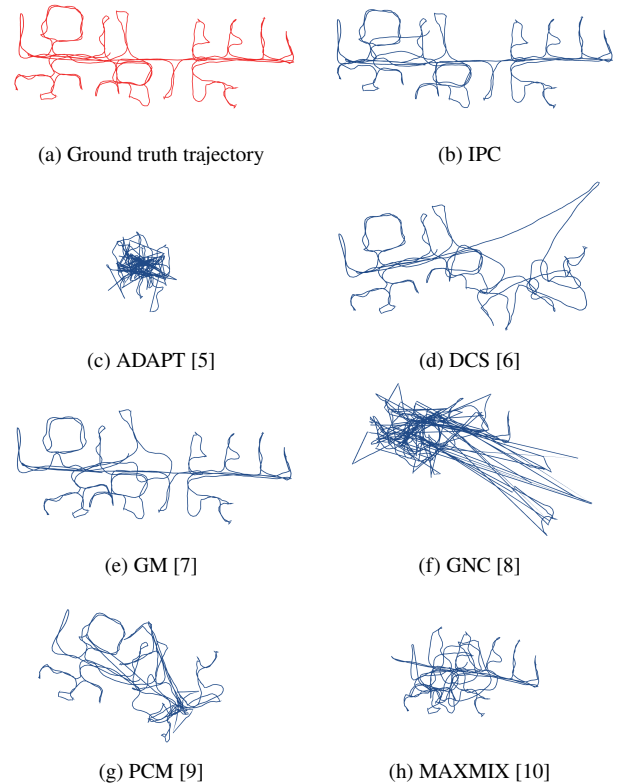 (a) Ground truth trajectory
(b) IPC
(c) ADAPT [5]
(d) DCS [6]
(e) GM [7]
(f) GNC [8]
(g) PCM [9]
(h) MAXMIX [10]